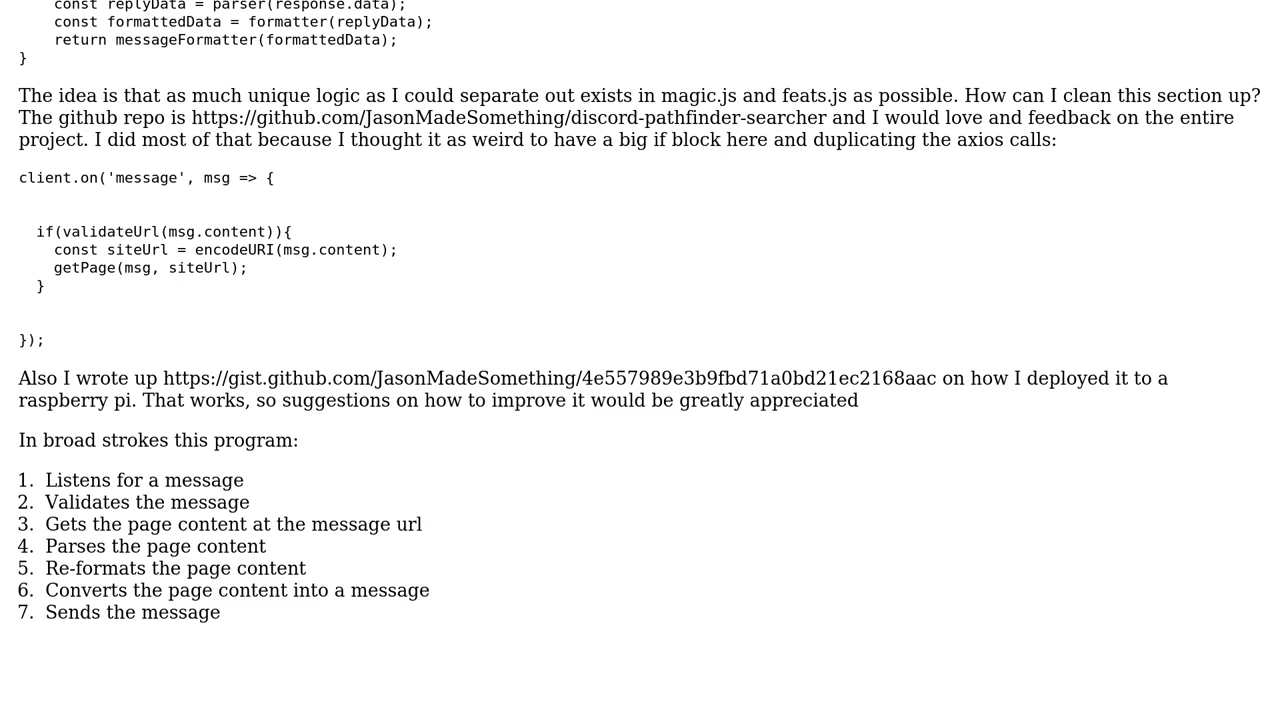 const replyData = parser(response.data);
const formattedData = formatter(replyData);
return messageFormatter(formattedData);
}
The idea is that as much unique logic as I could separate out exists in magic.js and feats.js as possible. How can I clean this section up?
The github repo is https://github.com/JasonMadeSomething/discord-pathfinder-searcher and I would love and feedback on the entire
project. I did most of that because I thought it as weird to have a big if block here and duplicating the axios calls:
client.on('message', msg => {
if(validateUrl(msg.content)){
const siteUrl = encodeURI(msg.content);
getPage(msg, siteUrl);
}
});
Also I wrote up https://gist.github.com/JasonMadeSomething/4e557989e3b9fbd71a0bd21ec2168aac on how I deployed it to a
raspberry pi. That works, so suggestions on how to improve it would be greatly appreciated
In broad strokes this program:
1. Listens for a message
2. Validates the message
3. Gets the page content at the message url
4. Parses the page content
5. Re-formats the page content
6. Converts the page content into a message
7. Sends the message